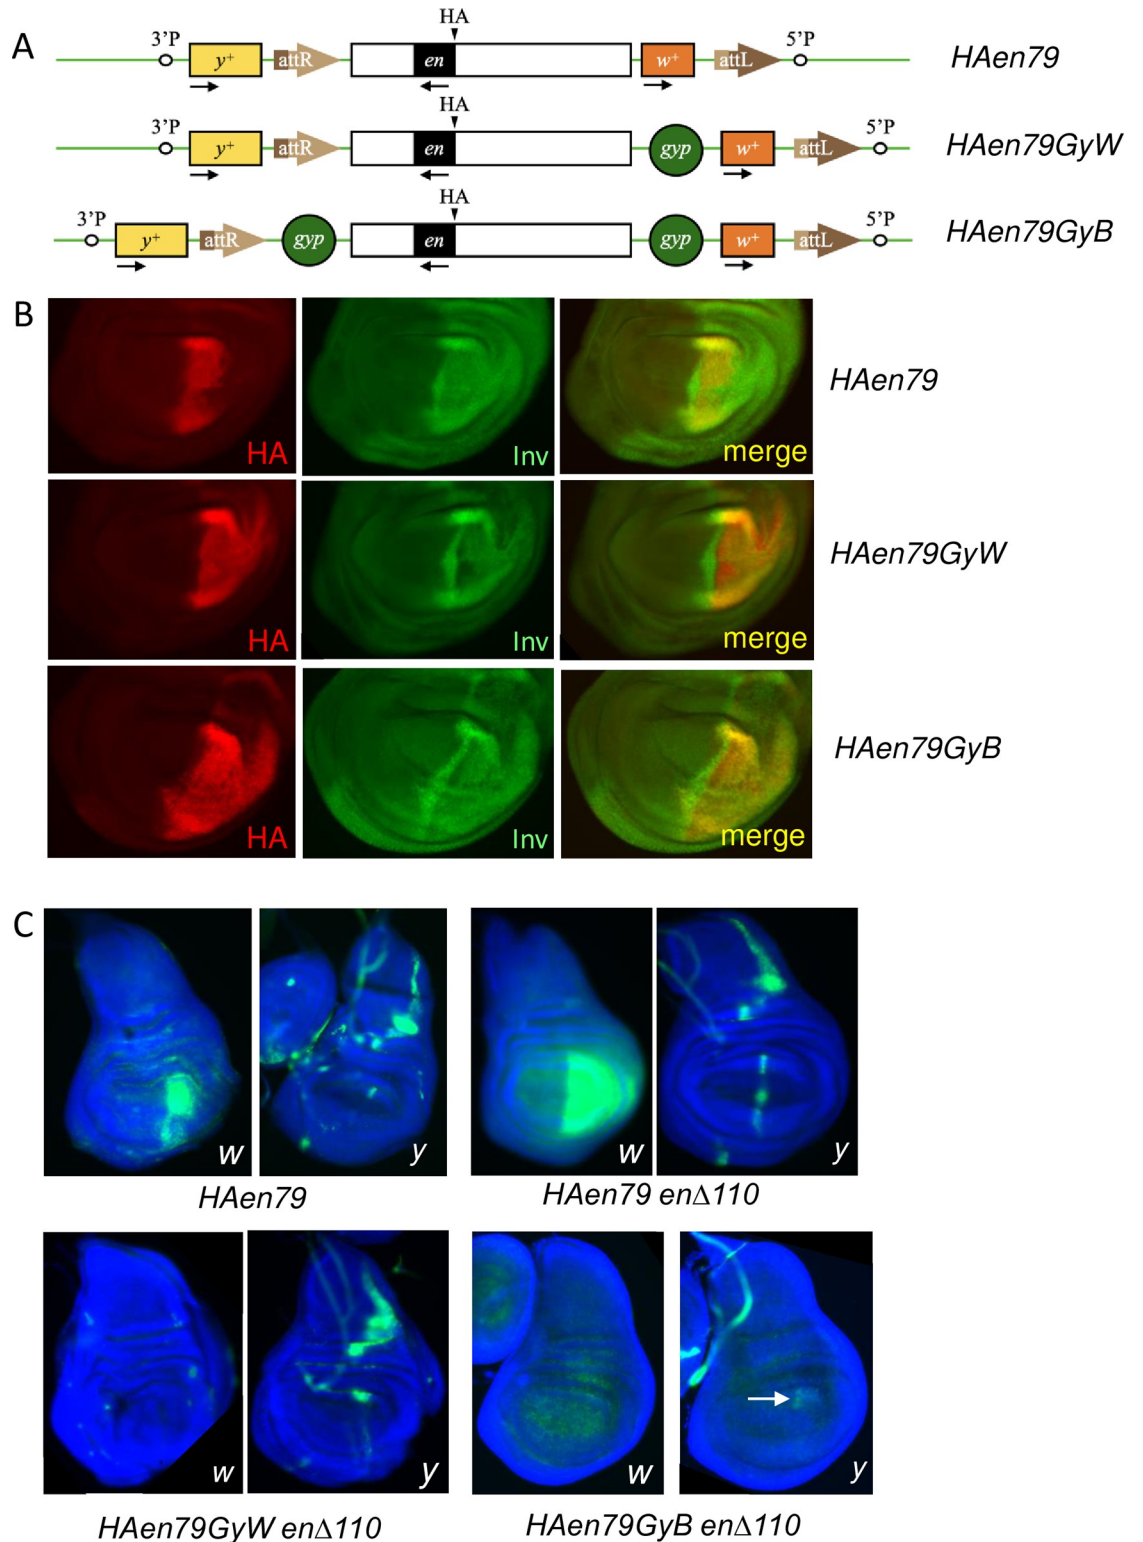 A
HA
3'P y+ attR en w+ attL 5'P HAen79
HA
3'P y+ attR en gyp w+ attL 5'P HAen79GyW
HA
3'P y+ attR gyp en gyp w+ attL 5'P HAen79GyB
B
HA Inv merge HAen79
HA Inv merge HAen79GyW
HA Inv merge HAen79GyB
C
w y w y
HAen79 HAen79 enΔ110
w y w y
HAen79GyW enΔ110 HAen79GyB enΔ110